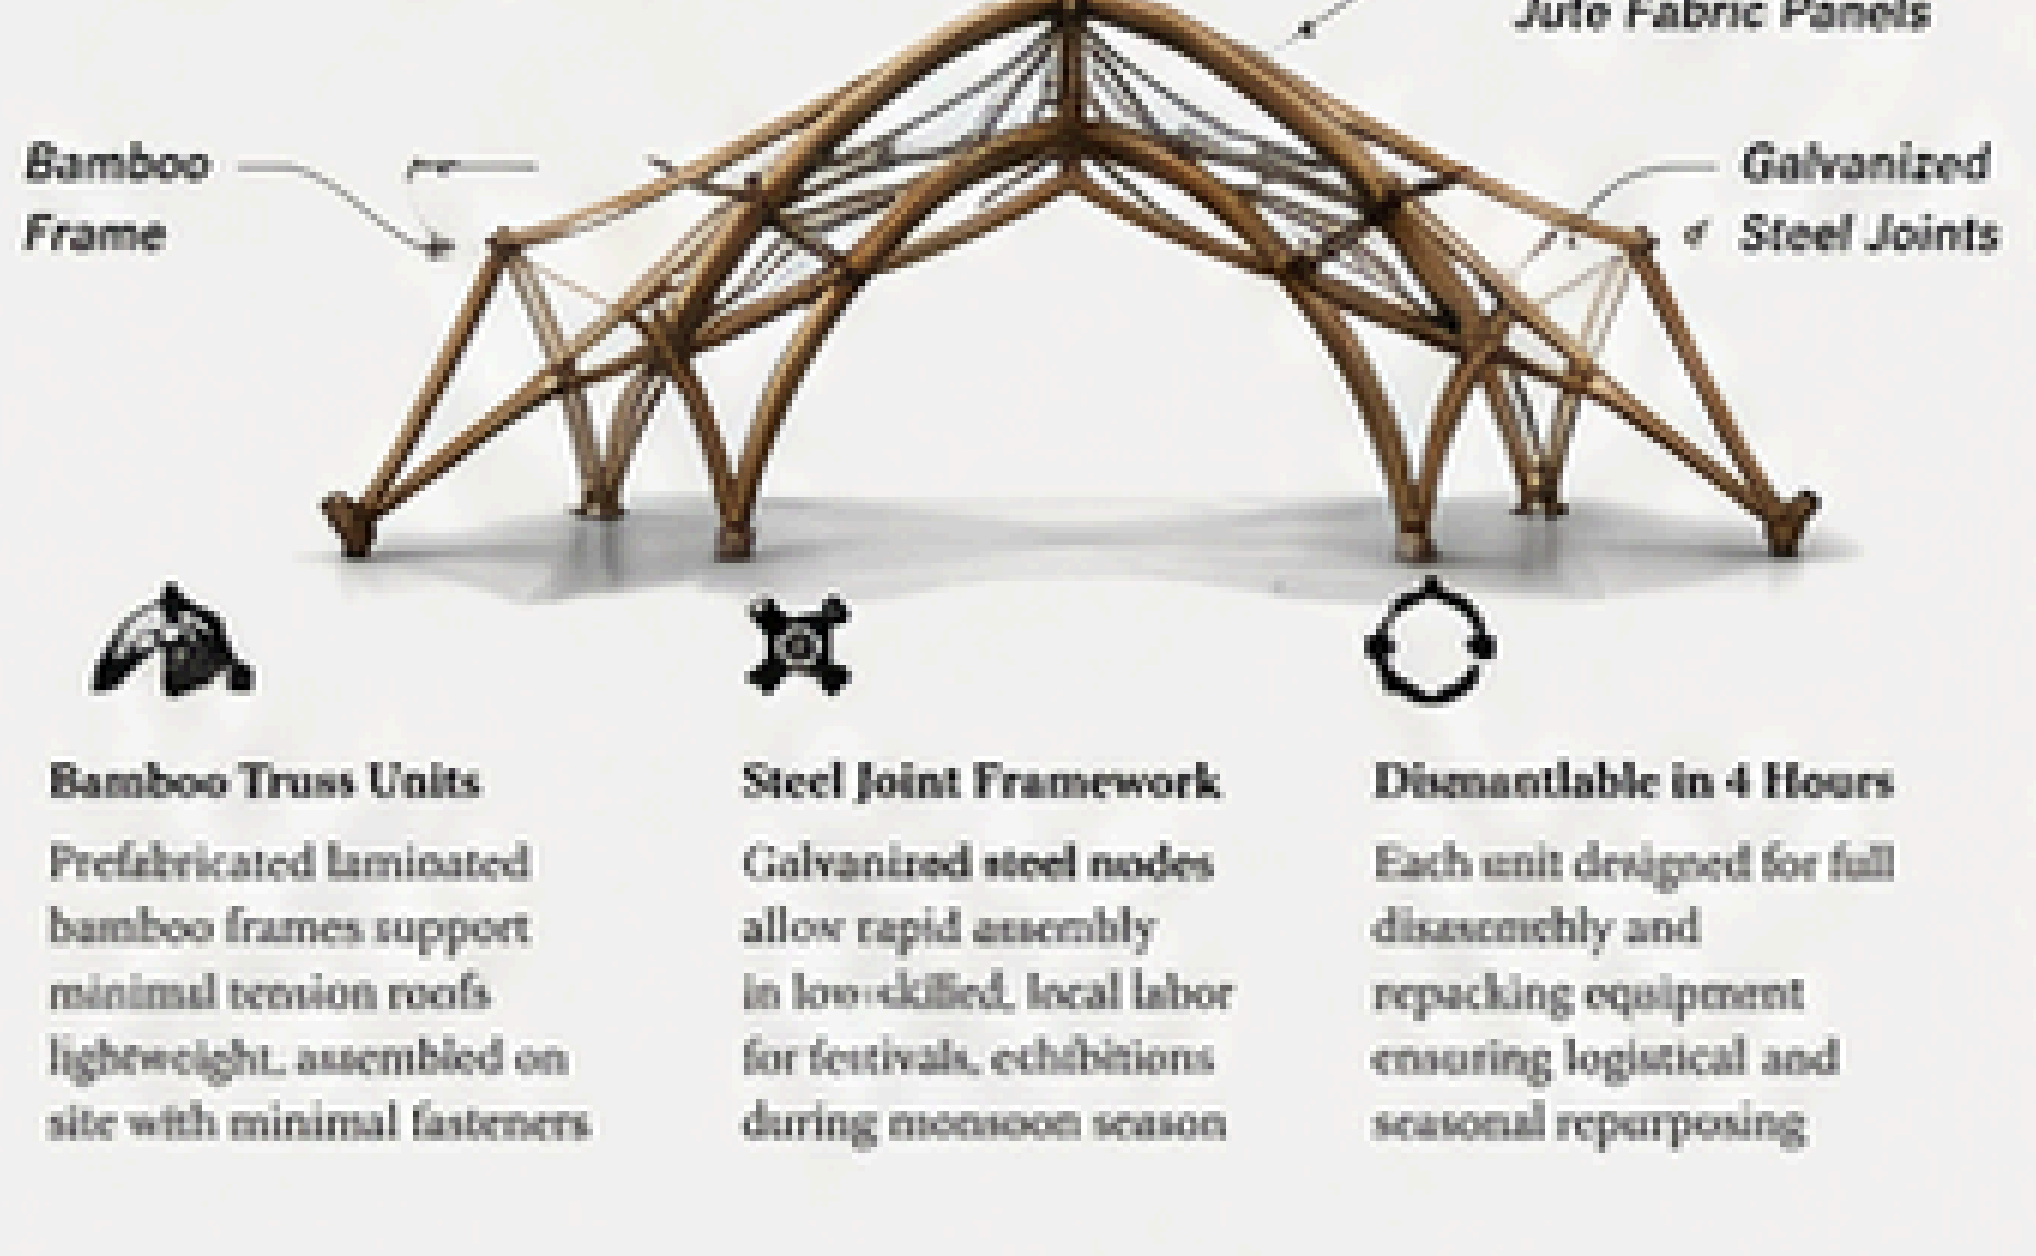 Jute Fabric Panels
Bamboo
Frame
Galvanized
Steel Joints
Bamboo Truss Units
Prefabricated laminated
bamboo frames support
minimal tension roofs
lightweight, assembled on
site with minimal fasteners
Steel Joint Framework
Galvanized steel nodes
allow rapid assembly
in low-skilled, local labor
for festivals, echfbitions
during monsoon season
Dismantlable in 4 Hours
Each unit designed for full
disasemehly and
repacking equipment
ensuring logistical and
seasonal repurposing